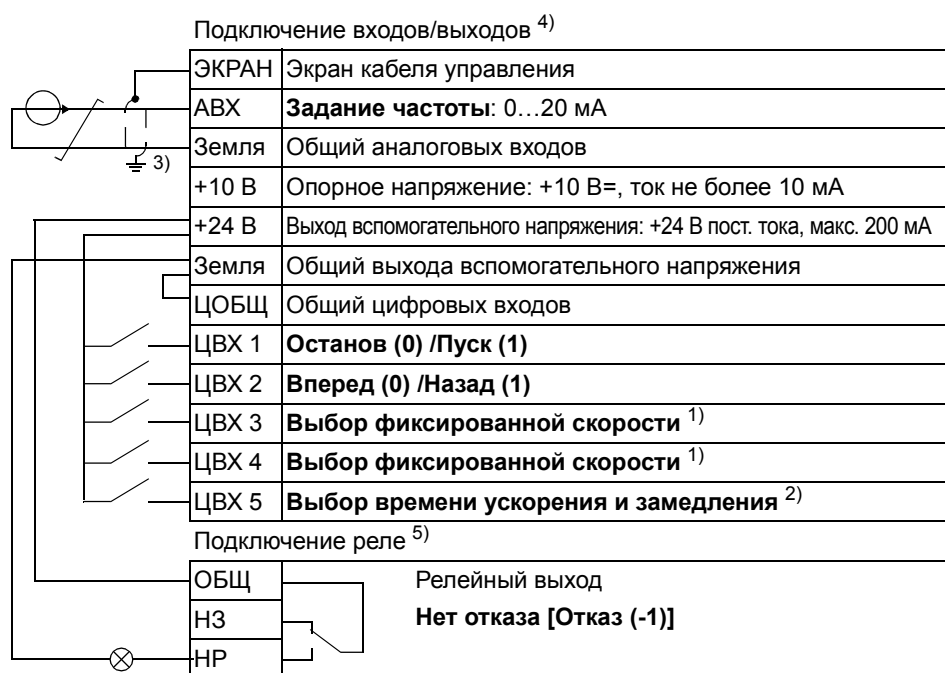 Подключение входов/выходов 4)
ЭКРАН Экран кабеля управления
АВХ Задание частоты: 0…20 мА
Земля Общий аналоговых входов
3)
+10 В Опорное напряжение: +10 В=, ток не более 10 мА
+24 В Выход вспомогательного напряжения: +24 В пост. тока, макс. 200 мА
Земля Общий выхода вспомогательного напряжения
ЦОБЩ Общий цифровых входов
ЦВХ 1 Останов (0) /Пуск (1)
ЦВХ 2 Вперед (0) /Назад (1)
ЦВХ 3 Выбор фиксированной скорости 1)
ЦВХ 4 Выбор фиксированной скорости 1)
ЦВХ 5 Выбор времени ускорения и замедления 2)
Подключение реле 5)
ОБЩ Релейный выход
НЗ Нет отказа [Отказ (-1)]
НР